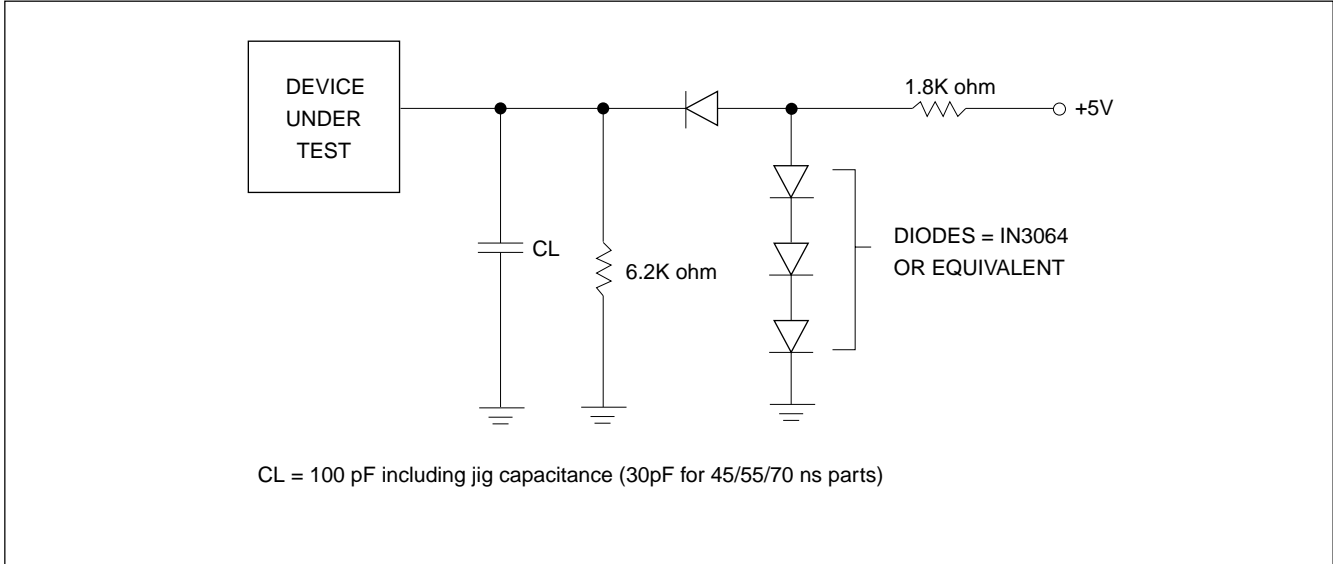 DEVICE
UNDER
TEST
1.8K ohm
+5V
CL
6.2K ohm
DIODES = IN3064
OR EQUIVALENT
CL = 100 pF including jig capacitance (30pF for 45/55/70 ns parts)